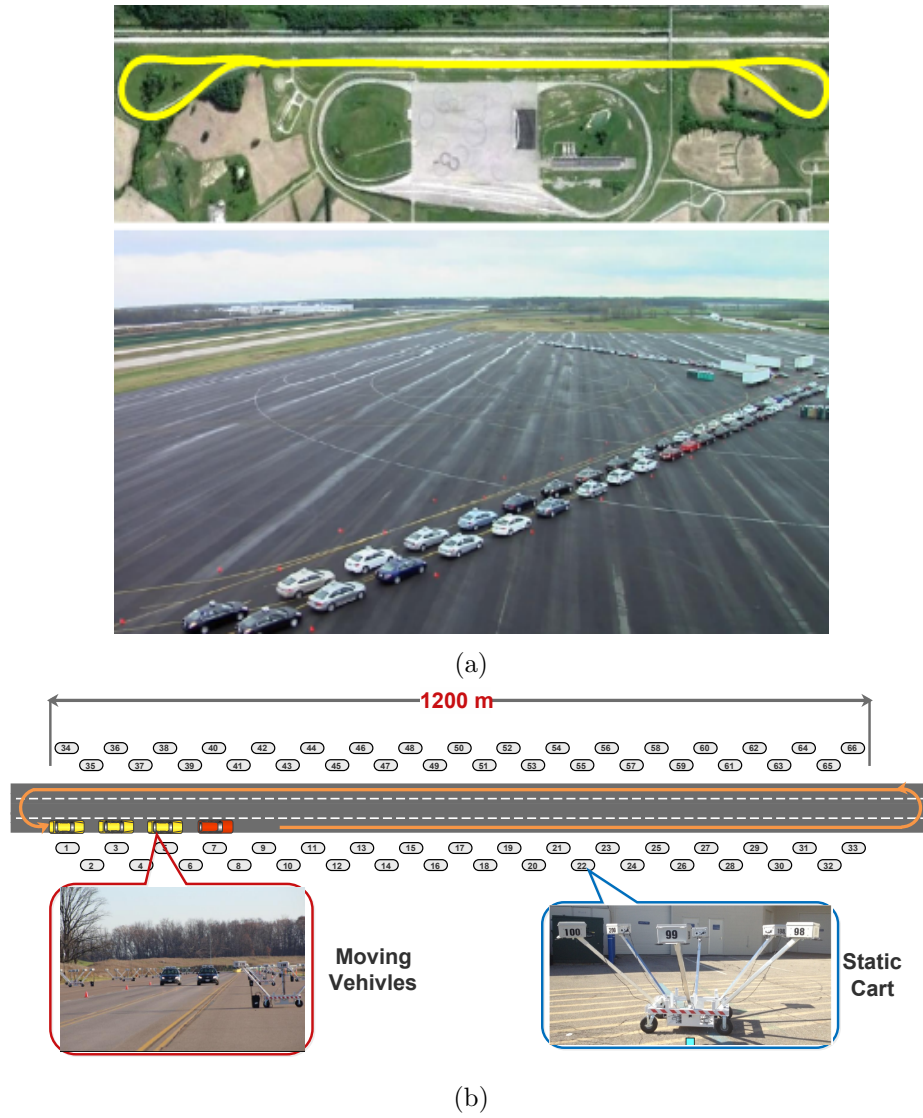 (a)
1200 m
34 36 38 40 42 44 46 48 50 52 54 56 58 60 62 64 66
35 37 39 41 43 45 47 49 51 53 55 57 59 61 63 65
1 3 7 9 11 13 15 17 19 21 23 25 27 29 31 33
2 4 6 8 10 12 14 16 18 20 22 24 26 28 30 32
100 99 98
Moving
Vehivles
Static
Cart
(b)